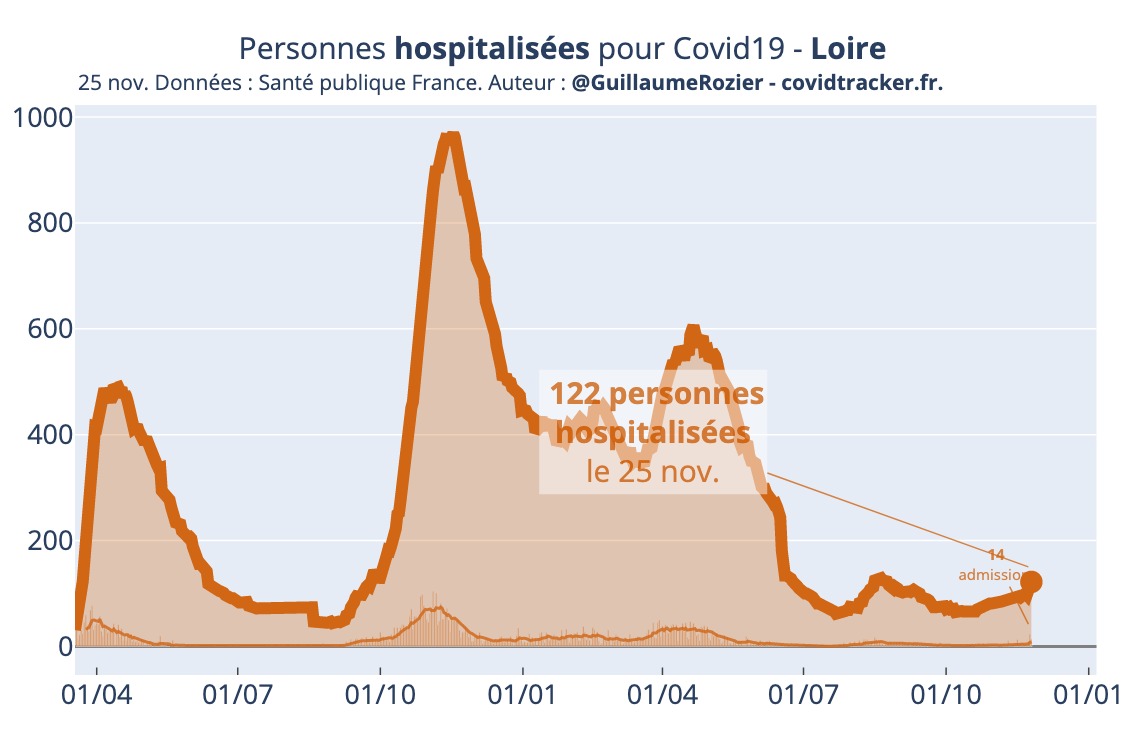 Personnes hospitalisées pour Covid19 - Loire
25 nov. Données : Santé publique France. Auteur : @GuillaumeRozier - covidtracker.fr.
1000
800
600
400
200
0
122 personnes
hospitalisées
le 25 nov.
14
01/04 01/07 01/10 01/01 01/04 01/07 01/10 01/01